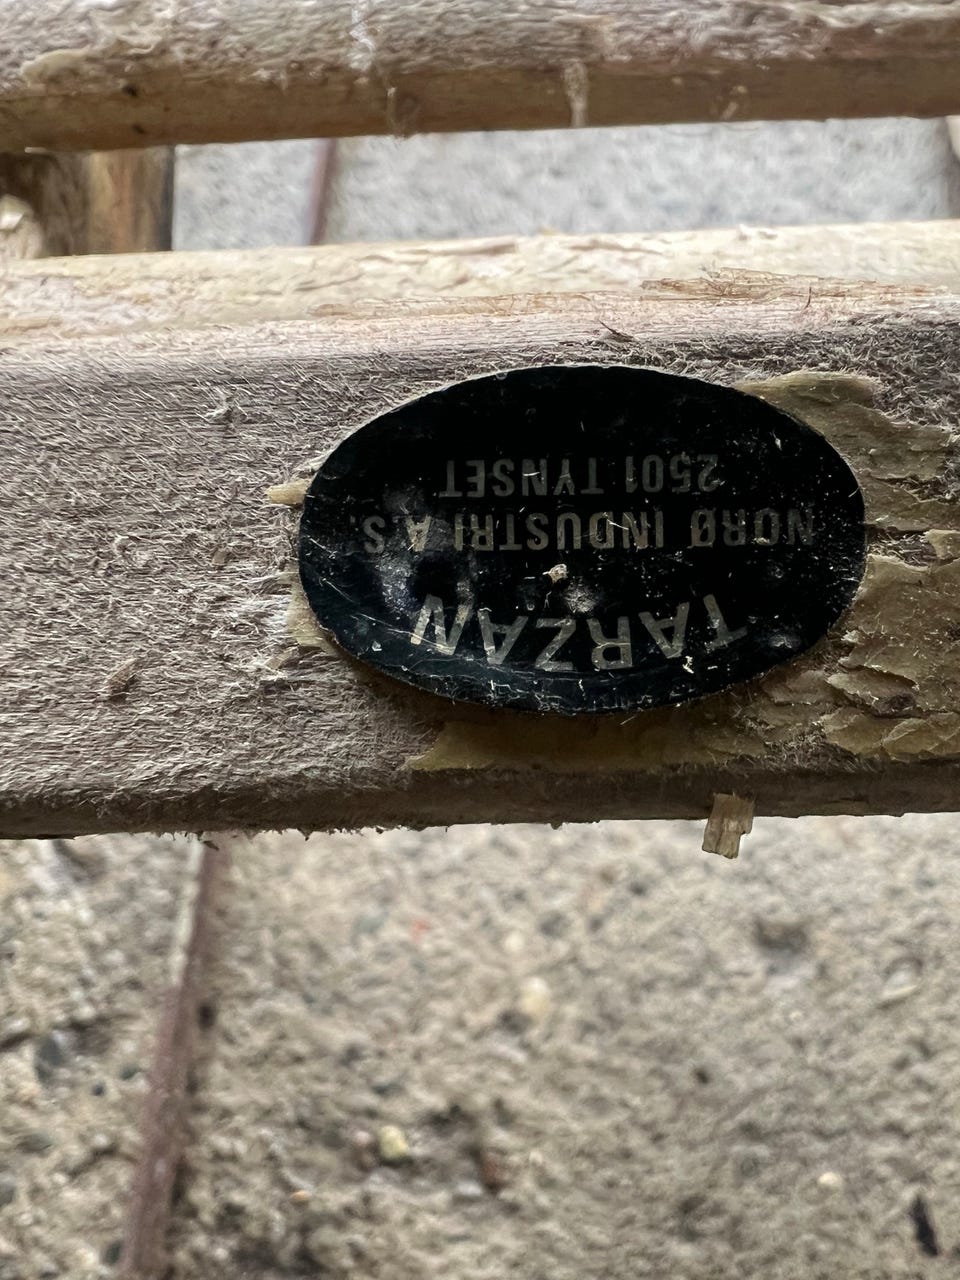 TARZAN
NORØ INDUSTRI A.S.
2501 TYNSET